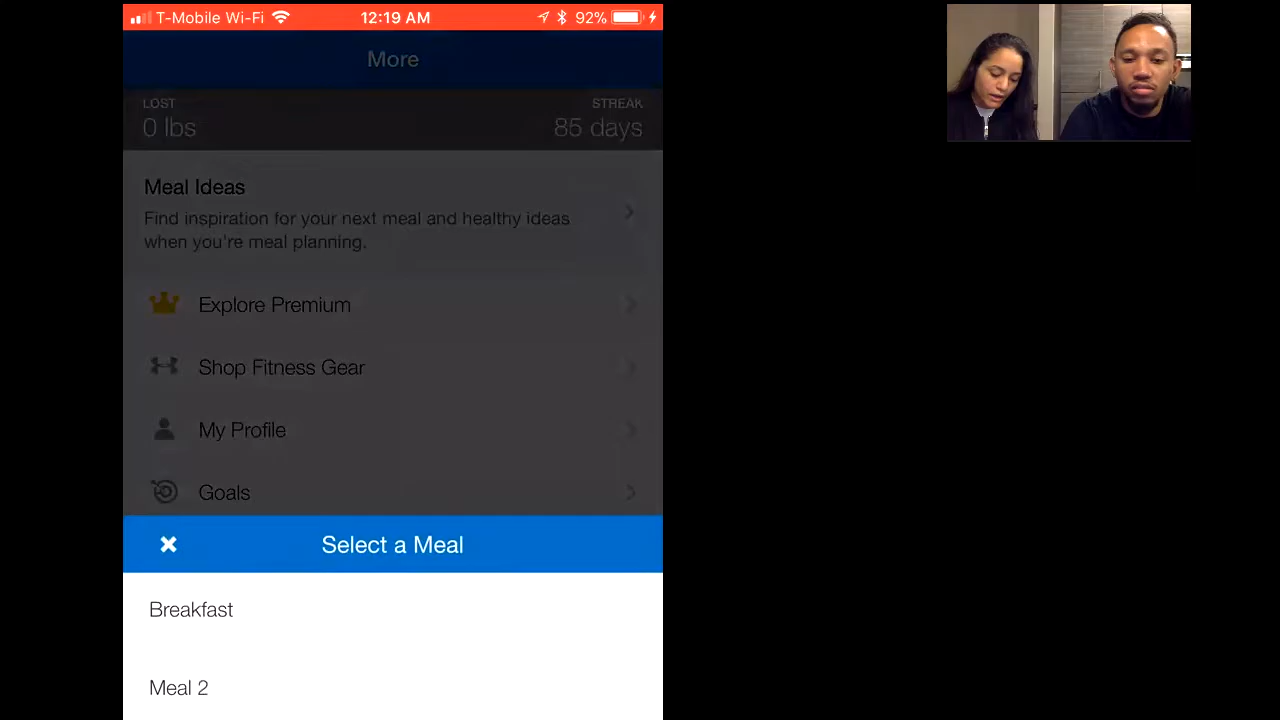 T-Mobile Wi-Fi 12:19 AM 92%
More
LOST STREAK
0 lbs 85 days
Meal Ideas
Find inspiration for your next meal and healthy ideas
when you're meal planning.
Explore Premium
Shop Fitness Gear
My Profile
Goals
Select a Meal
Breakfast
Meal 2